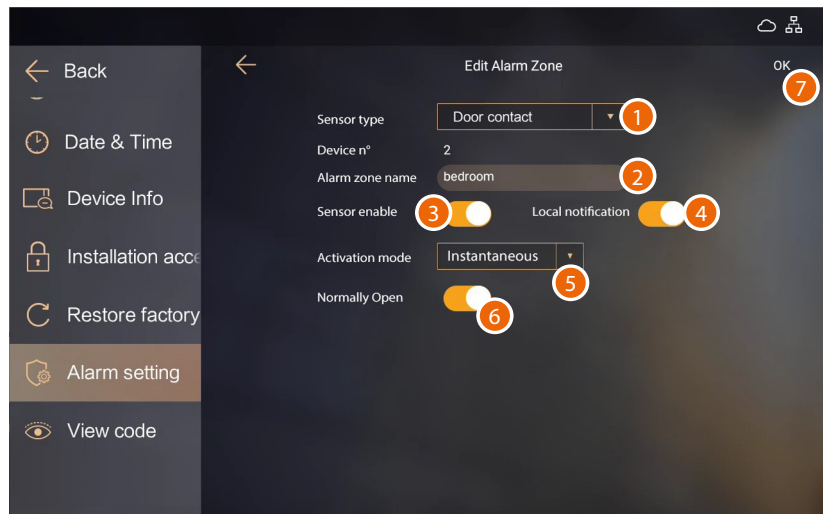 Back
Edit Alarm Zone
OK
7
Date & Time
Device Info
Installation acce
Restore factory
Alarm setting
View code
Sensor type
Door contact
1
Device n°
2
Alarm zone name
bedroom
2
Sensor enable
3
Local notification
4
Activation mode
Instantaneous
5
Normally Open
6